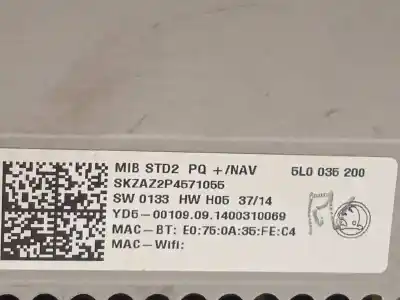 MIB STD2 PQ +/NAV 5L0 035 200
SKZAZ2P4571055
SW 0133 HW H05 37/14
YD5-00109.09.1400310069
MAC-BT: E0:75:0A:35:FE:C4
MAC-Wifi: